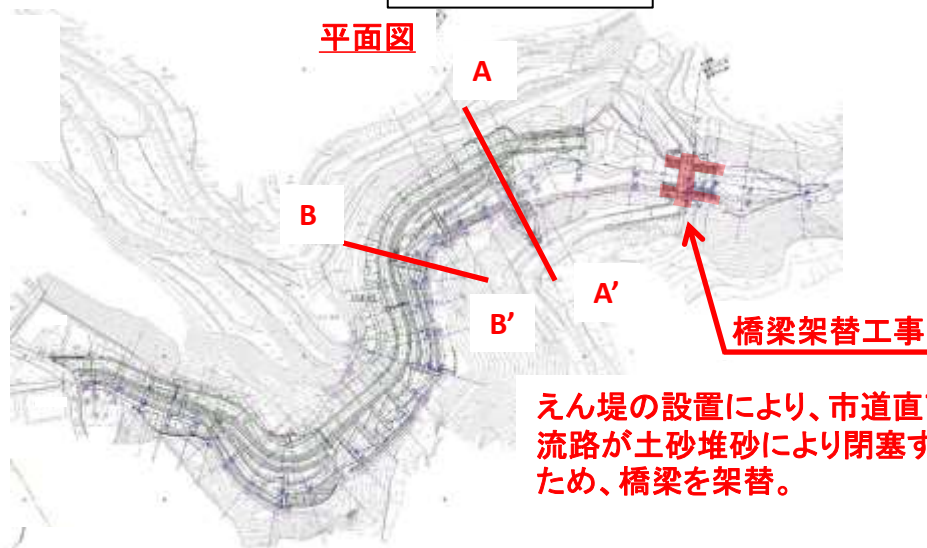 平面図
A
B
A’
B’
橋梁架替工事
えん堤の設置により、市道直
流路が土砂堆砂により閉塞す
ため、橋梁を架替。